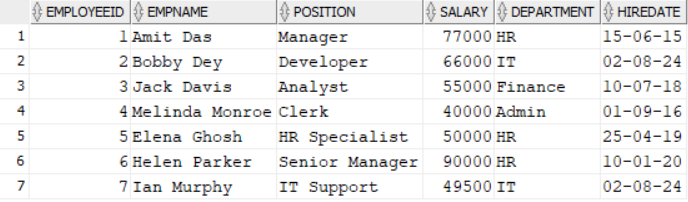 EMPLOYEEID EMPNAME POSITION SALARY DEPARTMENT HIREDATE
1 1 Amit Das Manager 77000 HR 15-06-15
2 2 Bobby Dey Developer 66000 IT 02-08-24
3 3 Jack Davis Analyst 55000 Finance 10-07-18
4 4 Melinda Monroe Clerk 40000 Admin 01-09-16
5 5 Elena Ghosh HR Specialist 50000 HR 25-04-19
6 6 Helen Parker Senior Manager 90000 HR 10-01-20
7 7 Ian Murphy IT Support 49500 IT 02-08-24